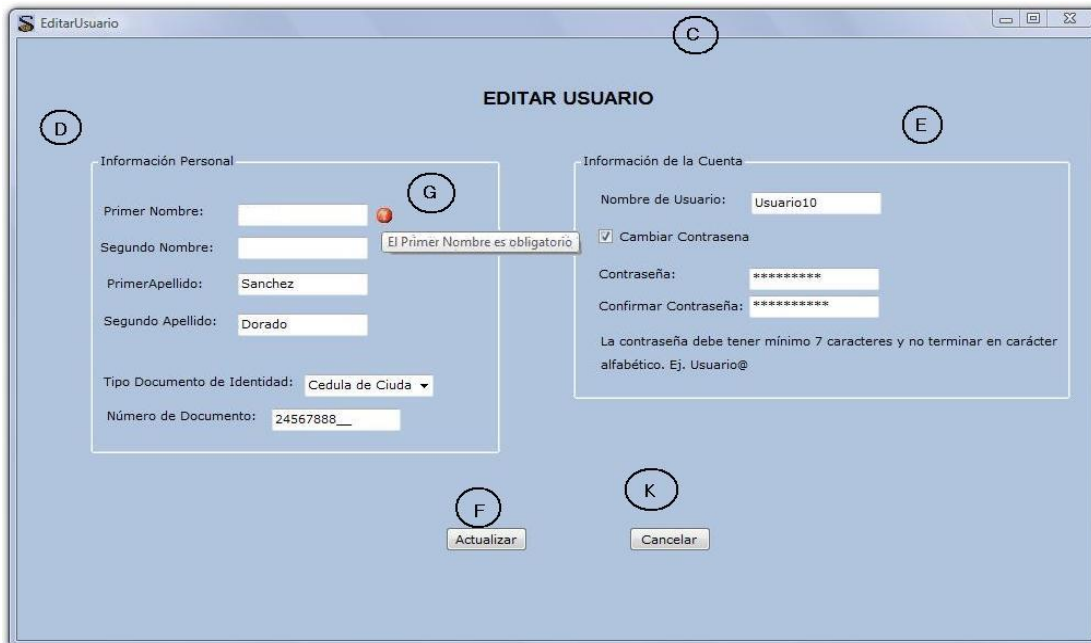 EditarUsuario
C
EDITAR USUARIO
D
E
Información Personal
G
Primer Nombre:
El Primer Nombre es obligatorio
Segundo Nombre:
PrimerApellido: Sanchez
Segundo Apellido: Dorado
Tipo Documento de Identidad: Cedula de Ciuda
Número de Documento: 24567888__
Información de la Cuenta
Nombre de Usuario: Usuario10
Cambiar Contrasena
Contraseña: *********
Confirmar Contraseña: **********
La contraseña debe tener mínimo 7 caracteres y no terminar en carácter
alfabético. Ej. Usuario@
F
K
Actualizar
Cancelar